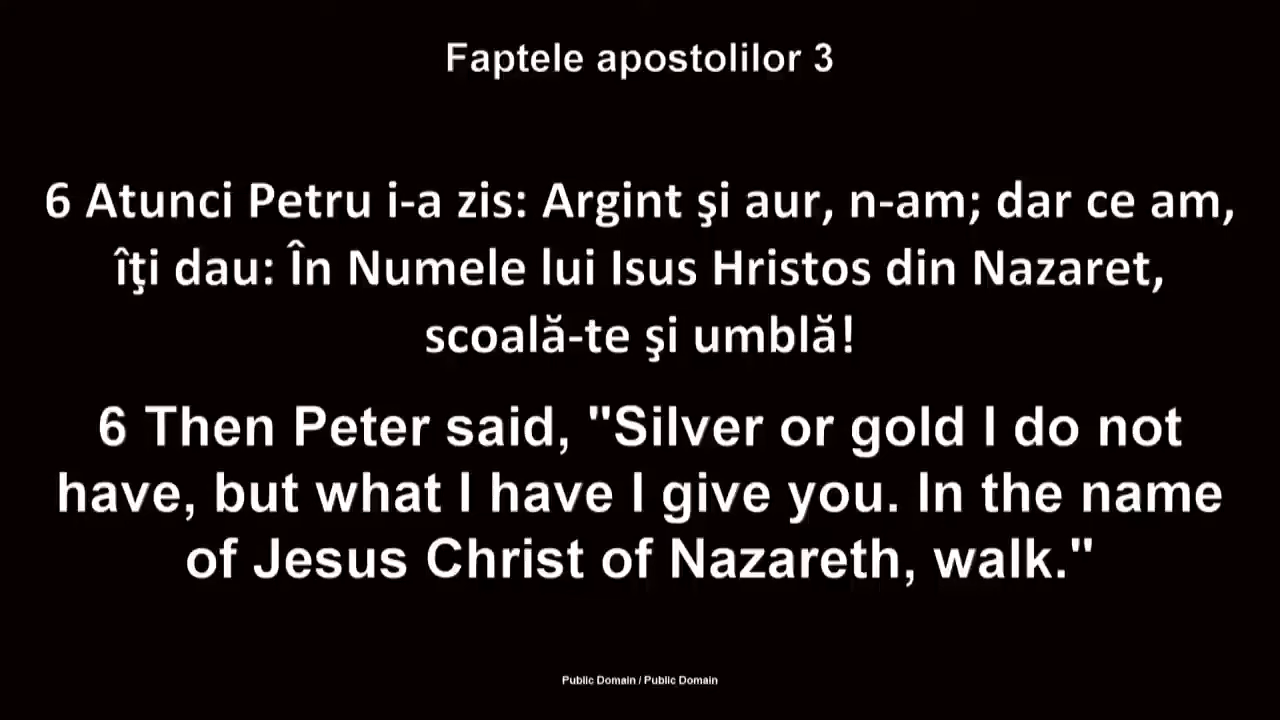 Faptele apostolilor 3
6 Atunci Petru i-a zis: Argint şi aur, n-am; dar ce am,
îţi dau: În Numele lui Isus Hristos din Nazaret,
scoală-te şi umblă!
6 Then Peter said, "Silver or gold I do not
have, but what I have I give you. In the name
of Jesus Christ of Nazareth, walk."
Public Domain / Public Domain